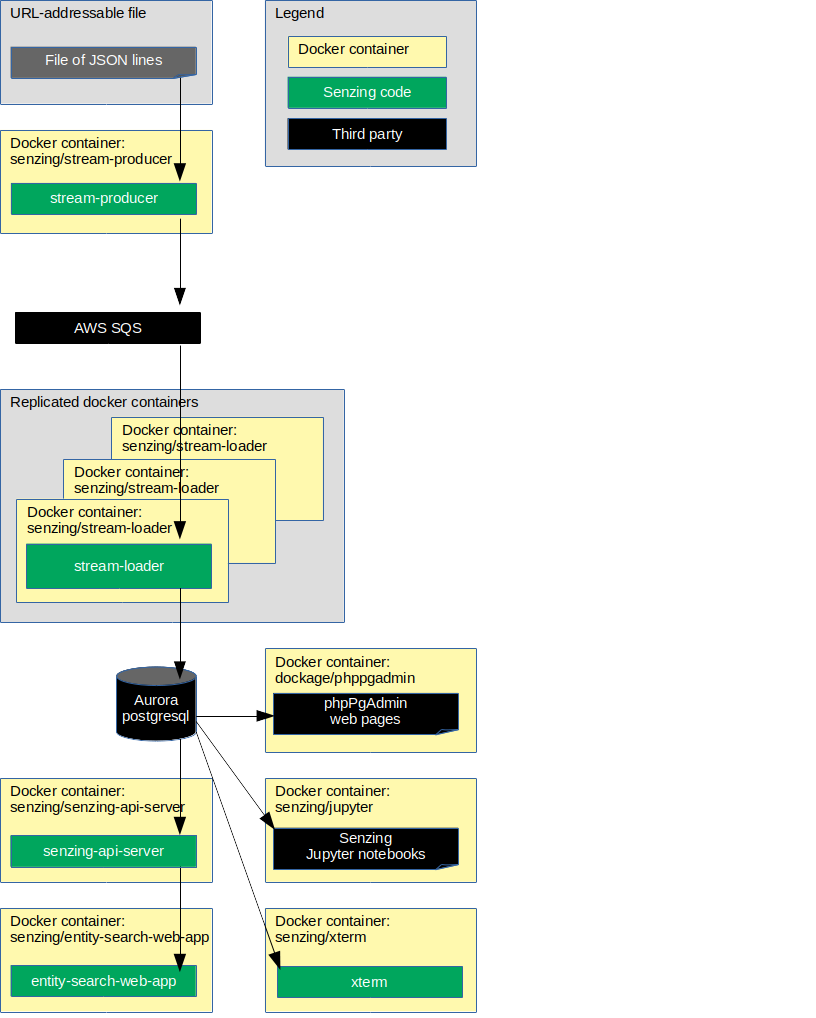 URL-addressable file
File of JSON lines
Legend
Docker container
Senzing code
Third party
Docker container:
senzing/stream-producer
stream-producer
AWS SQS
Replicated docker containers
Docker container:
senzing/stream-loader
Docker container:
senzing/stream-loader
Docker container:
senzing/stream-loader
stream-loader
Aurora
postgresql
Docker container:
dockage/phppgadmin
phpPgAdmin
web pages
Docker container:
senzing/senzing-api-server
senzing-api-server
Docker container:
senzing/jupyter
Senzing
Jupyter notebooks
Docker container:
senzing/entity-search-web-app
entity-search-web-app
Docker container:
senzing/xterm
xterm